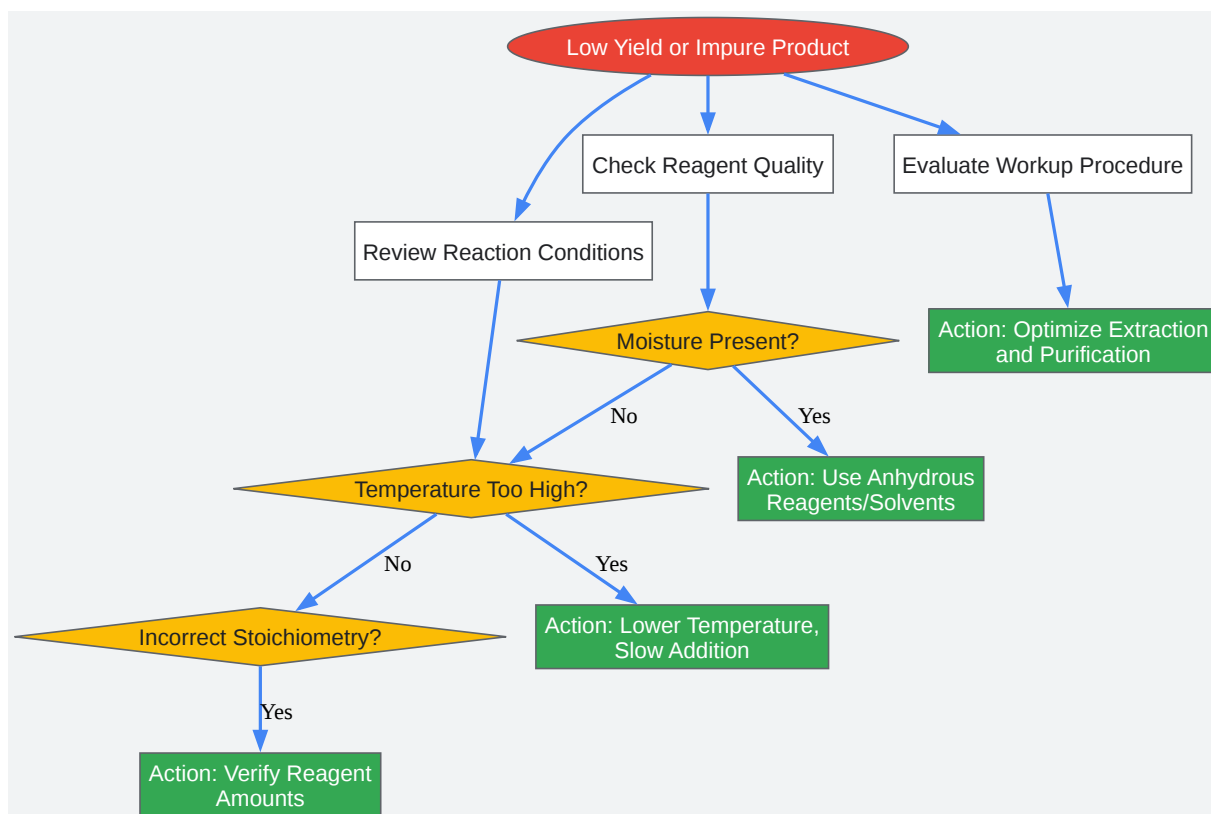 Low Yield or Impure Product
Check Reagent Quality
Evaluate Workup Procedure
Review Reaction Conditions
Action: Optimize Extraction
and Purification
Moisture Present?
No
Yes
Action: Use Anhydrous
Reagents/Solvents
Temperature Too High?
No
Yes
Action: Lower Temperature,
Slow Addition
Incorrect Stoichiometry?
Yes
Action: Verify Reagent
Amounts